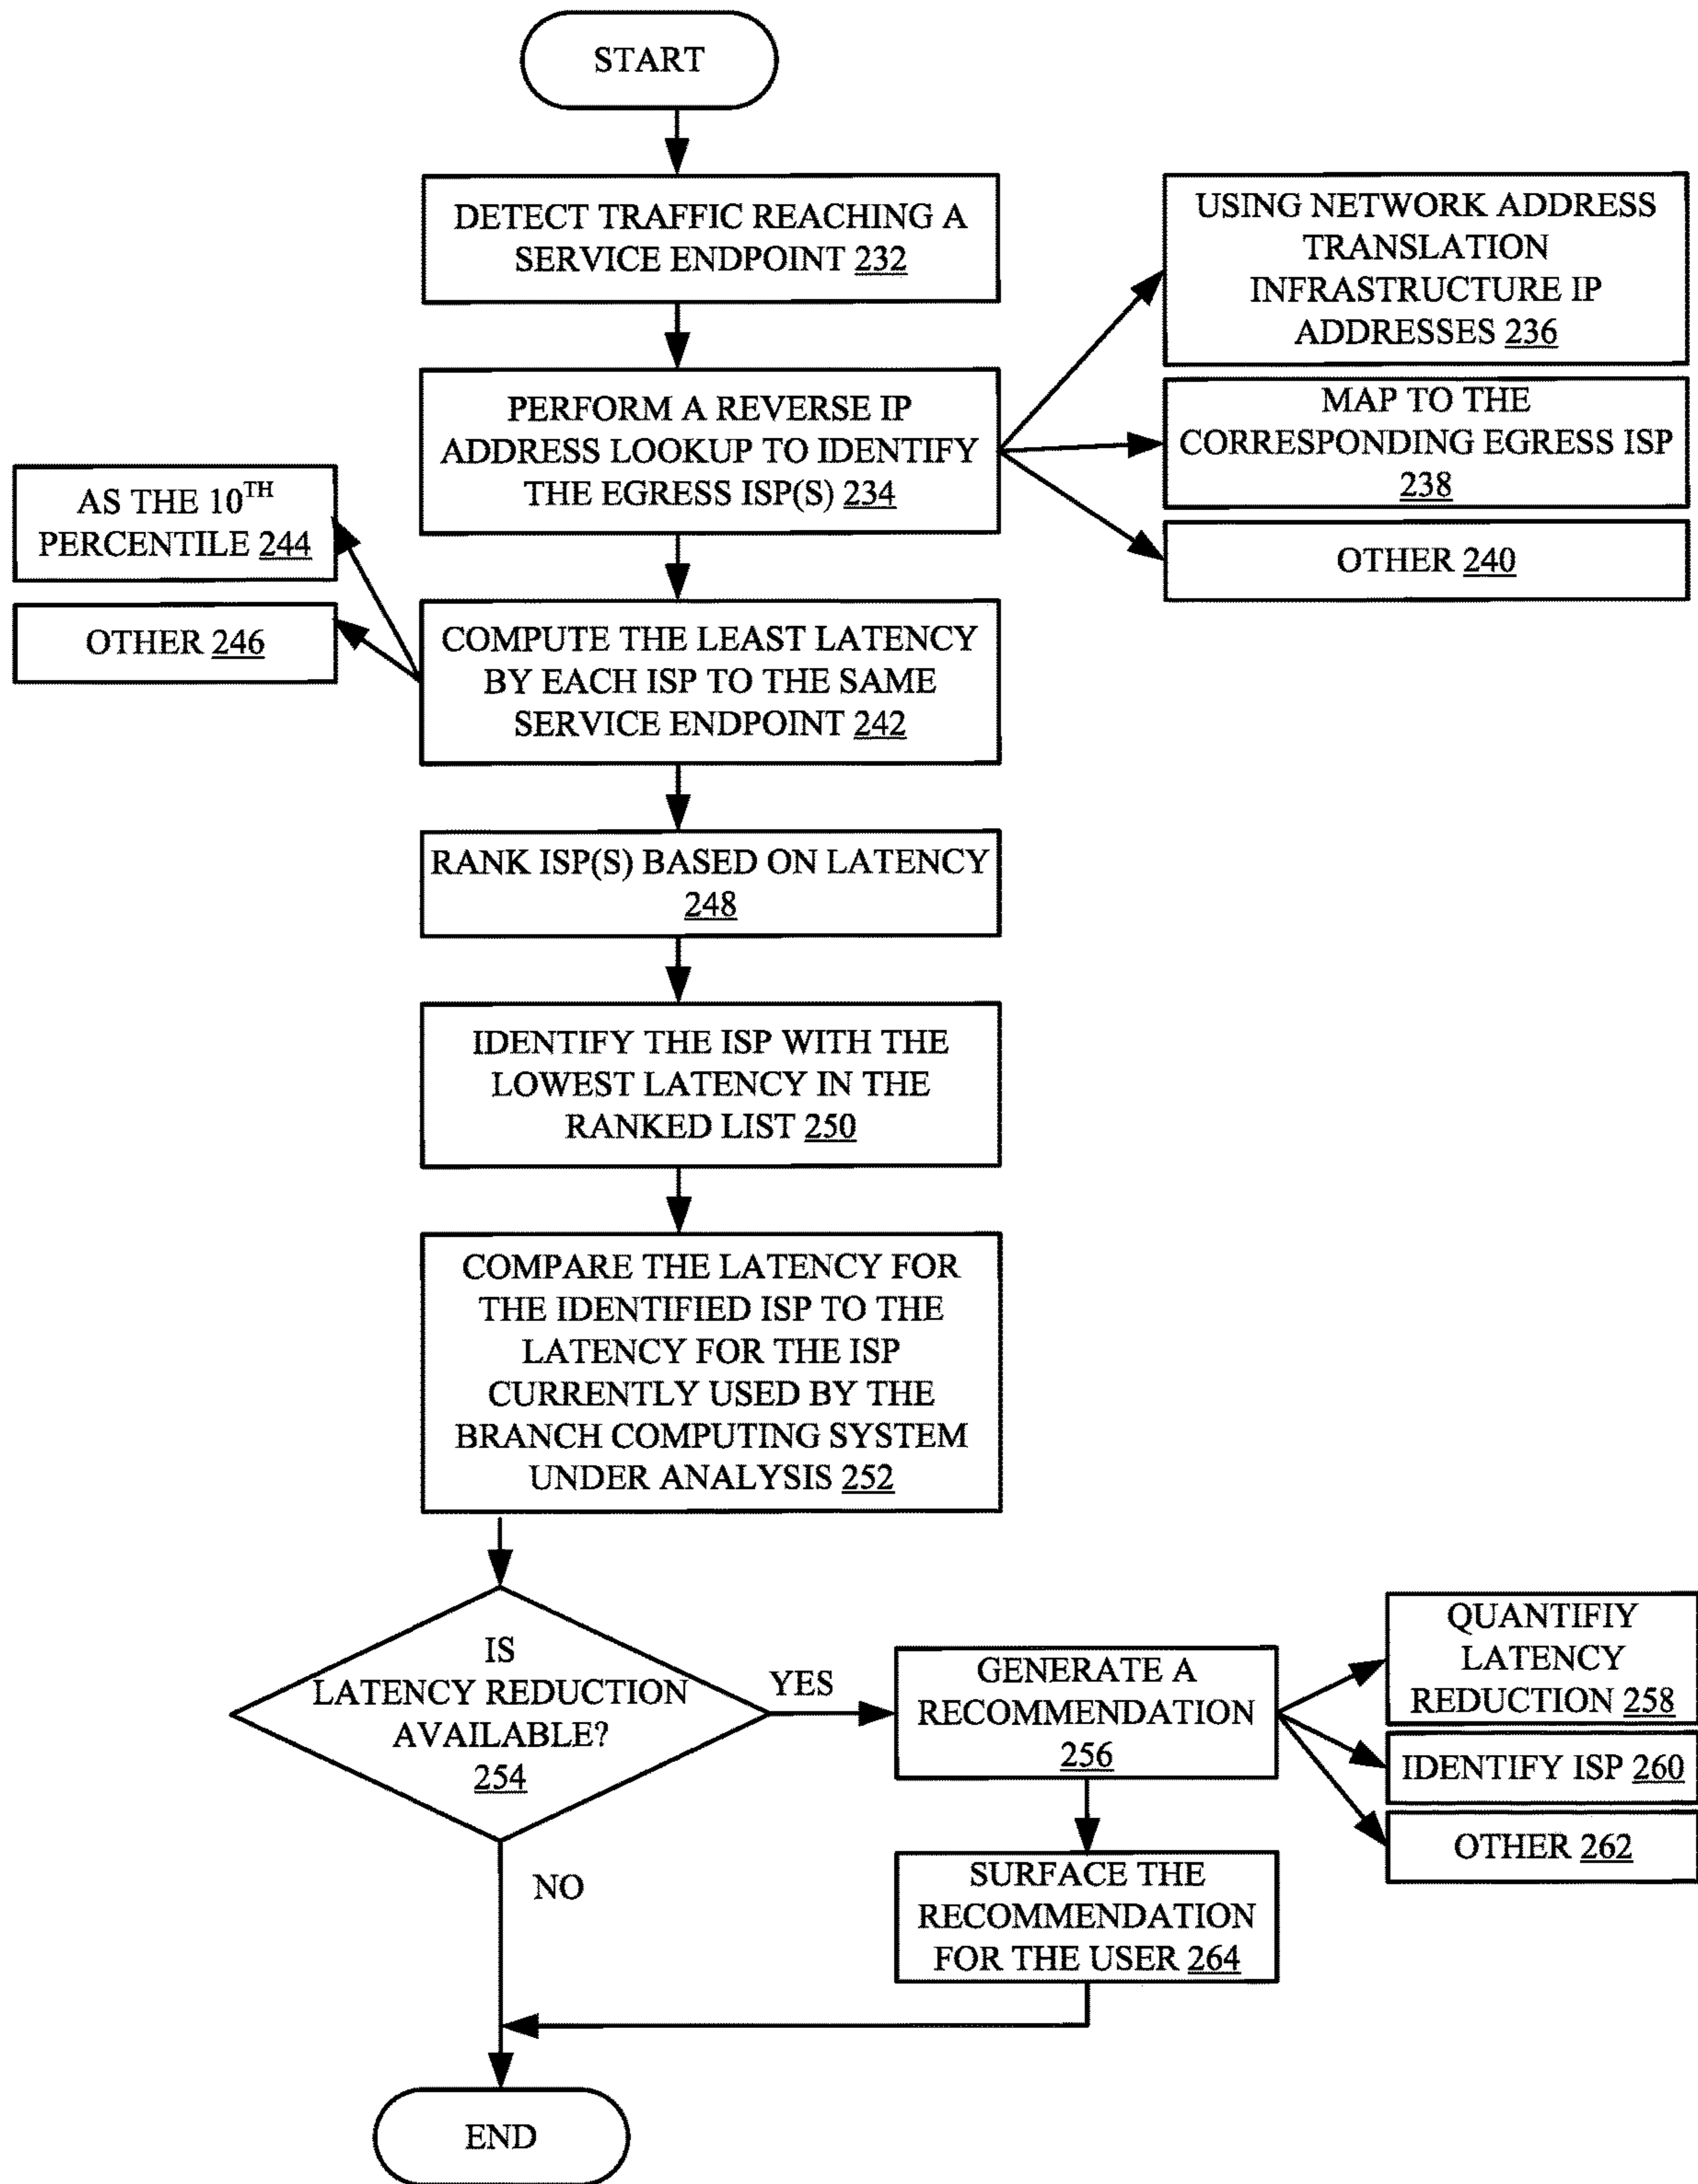 START
DETECT TRAFFIC REACHING A
SERVICE ENDPOINT 232
USING NETWORK ADDRESS
TRANSLATION
INFRASTRUCTURE IP
ADDRESSES 236
PERFORM A REVERSE IP
ADDRESS LOOKUP TO IDENTIFY
THE EGRESS ISP(S) 234
MAP TO THE
CORRESPONDING EGRESS ISP
238
OTHER 240
AS THE 10TH
PERCENTILE 244
OTHER 246
COMPUTE THE LEAST LATENCY
BY EACH ISP TO THE SAME
SERVICE ENDPOINT 242
RANK ISP(S) BASED ON LATENCY
248
IDENTIFY THE ISP WITH THE
LOWEST LATENCY IN THE
RANKED LIST 250
COMPARE THE LATENCY FOR
THE IDENTIFIED ISP TO THE
LATENCY FOR THE ISP
CURRENTLY USED BY THE
BRANCH COMPUTING SYSTEM
UNDER ANALYSIS 252
IS
LATENCY REDUCTION
AVAILABLE?
254
YES
NO
GENERATE A
RECOMMENDATION
256
QUANTIFIY
LATENCY
REDUCTION 258
IDENTIFY ISP 260
OTHER 262
SURFACE THE
RECOMMENDATION
FOR THE USER 264
END